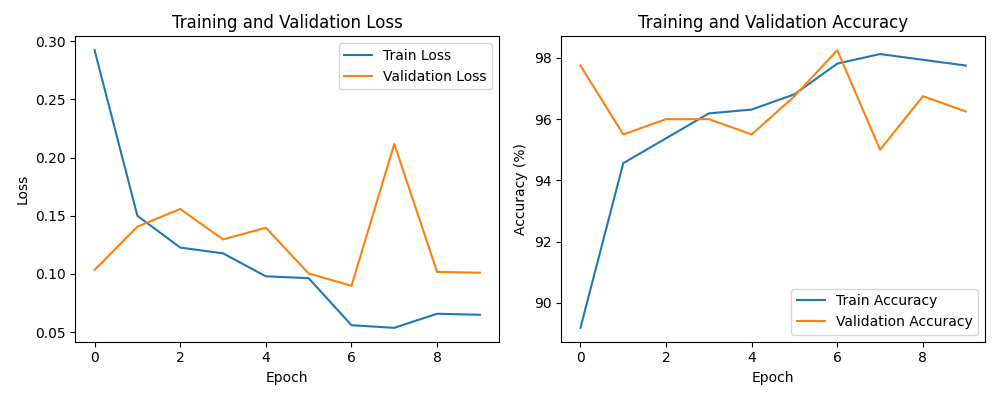 Training and Validation Loss
Train Loss
Validation Loss
0.30
0.25
0.20
0.15
0.10
0.05
Loss
0 2 4 6 8
Epoch
Training and Validation Accuracy
98
96
94
92
90
Accuracy (%)
Train Accuracy
Validation Accuracy
0 2 4 6 8
Epoch